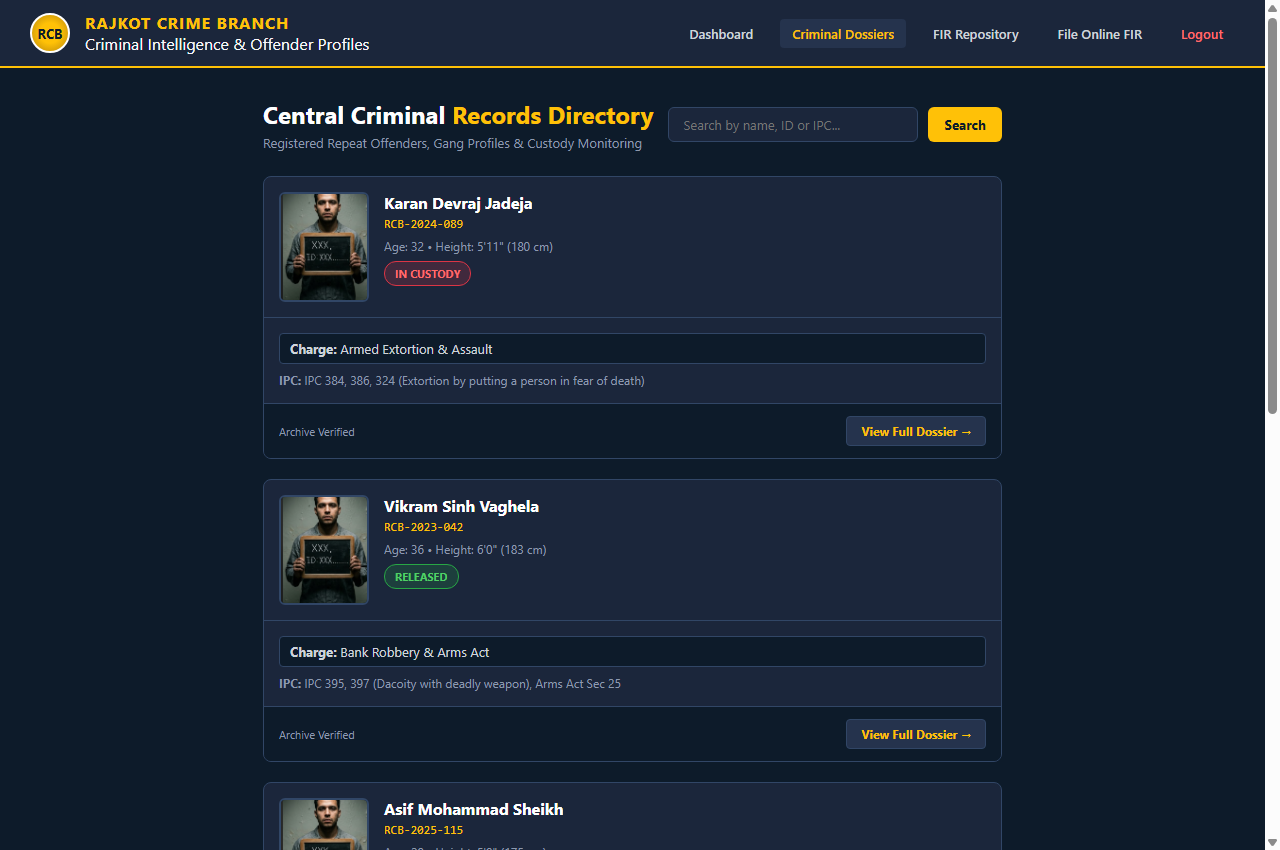 RCB
RAJKOT CRIME BRANCH
Criminal Intelligence & Offender Profiles
Dashboard
Criminal Dossiers
FIR Repository
File Online FIR
Logout
Central Criminal Records Directory
Registered Repeat Offenders, Gang Profiles & Custody Monitoring
Search by name, ID or IPC...
Search
XXX,
ID XXX......
Karan Devraj Jadeja
RCB-2024-089
Age: 32 • Height: 5'11" (180 cm)
IN CUSTODY
Charge: Armed Extortion & Assault
IPC: IPC 384, 386, 324 (Extortion by putting a person in fear of death)
Archive Verified
View Full Dossier →
XXX,
ID XXX......
Vikram Sinh Vaghela
RCB-2023-042
Age: 36 • Height: 6'0" (183 cm)
RELEASED
Charge: Bank Robbery & Arms Act
IPC: IPC 395, 397 (Dacoity with deadly weapon), Arms Act Sec 25
Archive Verified
View Full Dossier →
Asif Mohammad Sheikh
RCB-2025-115